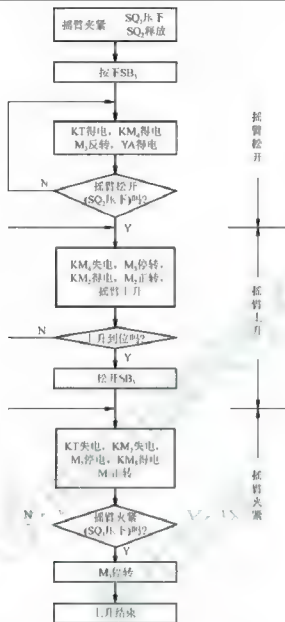 摇臂夹紧 SQ₃压下
SQ₂释放
按下SB₃
KT得电，KM₄得电
M₃反转，YA得电
摇臂松开
(SQ₂压下)吗?
N
Y
摇臂松开
KM₄失电，M₃停转，
KM₂得电，M₂正转，
摇臂上升
上升到位吗?
N
Y
松开SB₃
摇臂上升
KT失电，KM₂失电，
M₂停电，KM₅得电
M₃正转
摇臂夹紧
(SQ₃压下)吗?
N
Y
M₃停转
上升结束
摇臂夹紧